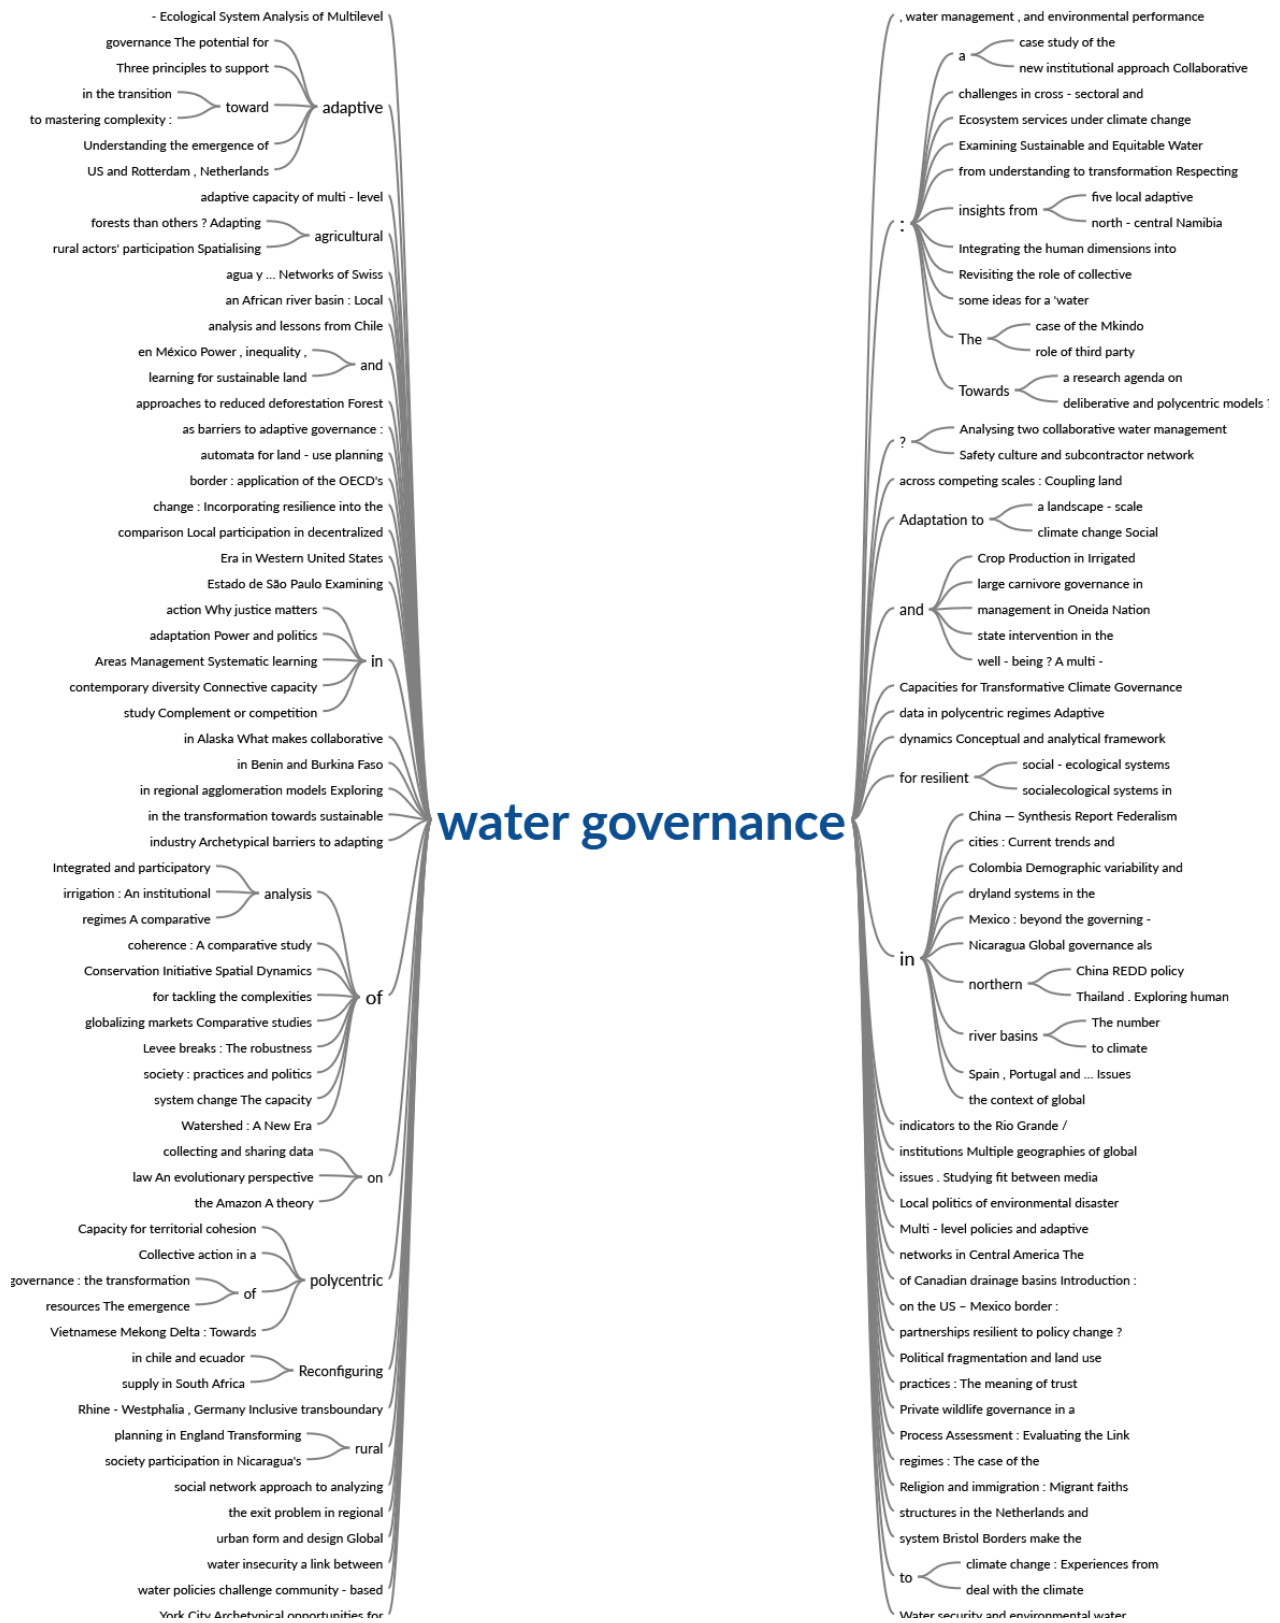 - Ecological System Analysis of Multilevel
governance The potential for
Three principles to support
in the transition
to mastering complexity :
toward
Understanding the emergence of
US and Rotterdam , Netherlands
adaptive
adaptive capacity of multi - level
forests than others ? Adapting
rural actors' participation Spatialising
agricultural
agua y ... Networks of Swiss
an African river basin : Local
analysis and lessons from Chile
en México Power , inequality ,
learning for sustainable land
and
approaches to reduced deforestation Forest
as barriers to adaptive governance :
automata for land - use planning
border : application of the OECD's
change : Incorporating resilience into the
comparison Local participation in decentralized
Era in Western United States
Estado de São Paulo Examining
action Why justice matters
adaptation Power and politics
Areas Management Systematic learning
contemporary diversity Connective capacity
study Complement or competition
in
in Alaska What makes collaborative
in Benin and Burkina Faso
in regional agglomeration models Exploring
in the transformation towards sustainable
industry Archetypical barriers to adapting
Integrated and participatory
irrigation : An institutional
regimes A comparative
analysis
coherence : A comparative study
Conservation Initiative Spatial Dynamics
for tackling the complexities
globalizing markets Comparative studies
Levee breaks : The robustness
society : practices and politics
system change The capacity
Watershed : A New Era
of
collecting and sharing data
law An evolutionary perspective
the Amazon A theory
on
Capacity for territorial cohesion
Collective action in a
governance : the transformation
resources The emergence
of
Vietnamese Mekong Delta : Towards
polycentric
in chile and ecuador
supply in South Africa
Reconfiguring
Rhine - Westphalia , Germany Inclusive transboundary
planning in England Transforming
society participation in Nicaragua's
rural
social network approach to analyzing
the exit problem in regional
urban form and design Global
water insecurity a link between
water policies challenge community - based
York City Archetypical opportunities for
water governance
, water management , and environmental performance
:
a
case study of the
new institutional approach Collaborative
challenges in cross - sectoral and
Ecosystem services under climate change
Examining Sustainable and Equitable Water
from understanding to transformation Respecting
insights from
five local adaptive
north - central Namibia
Integrating the human dimensions into
Revisiting the role of collective
some ideas for a 'water
The
case of the Mkindo
role of third party
Towards
a research agenda on
deliberative and polycentric models ?
?
Analysing two collaborative water management
Safety culture and subcontractor network
across competing scales : Coupling land
Adaptation to
a landscape - scale
climate change Social
and
Crop Production in Irrigated
large carnivore governance in
management in Oneida Nation
state intervention in the
well - being ? A multi -
Capacities for Transformative Climate Governance
data in polycentric regimes Adaptive
dynamics Conceptual and analytical framework
for resilient
social - ecological systems
socialecological systems in
in
China — Synthesis Report Federalism
cities : Current trends and
Colombia Demographic variability and
dryland systems in the
Mexico : beyond the governing -
Nicaragua Global governance als
northern
China REDD policy
Thailand . Exploring human
river basins
The number
to climate
Spain , Portugal and ... Issues
the context of global
indicators to the Rio Grande /
institutions Multiple geographies of global
issues . Studying fit between media
Local politics of environmental disaster
Multi - level policies and adaptive
networks in Central America The
of Canadian drainage basins Introduction :
on the US – Mexico border :
partnerships resilient to policy change ?
Political fragmentation and land use
practices : The meaning of trust
Private wildlife governance in a
Process Assessment : Evaluating the Link
regimes : The case of the
Religion and immigration : Migrant faiths
structures in the Netherlands and
system Bristol Borders make the
to
climate change : Experiences from
deal with the climate
Water security and environmental water